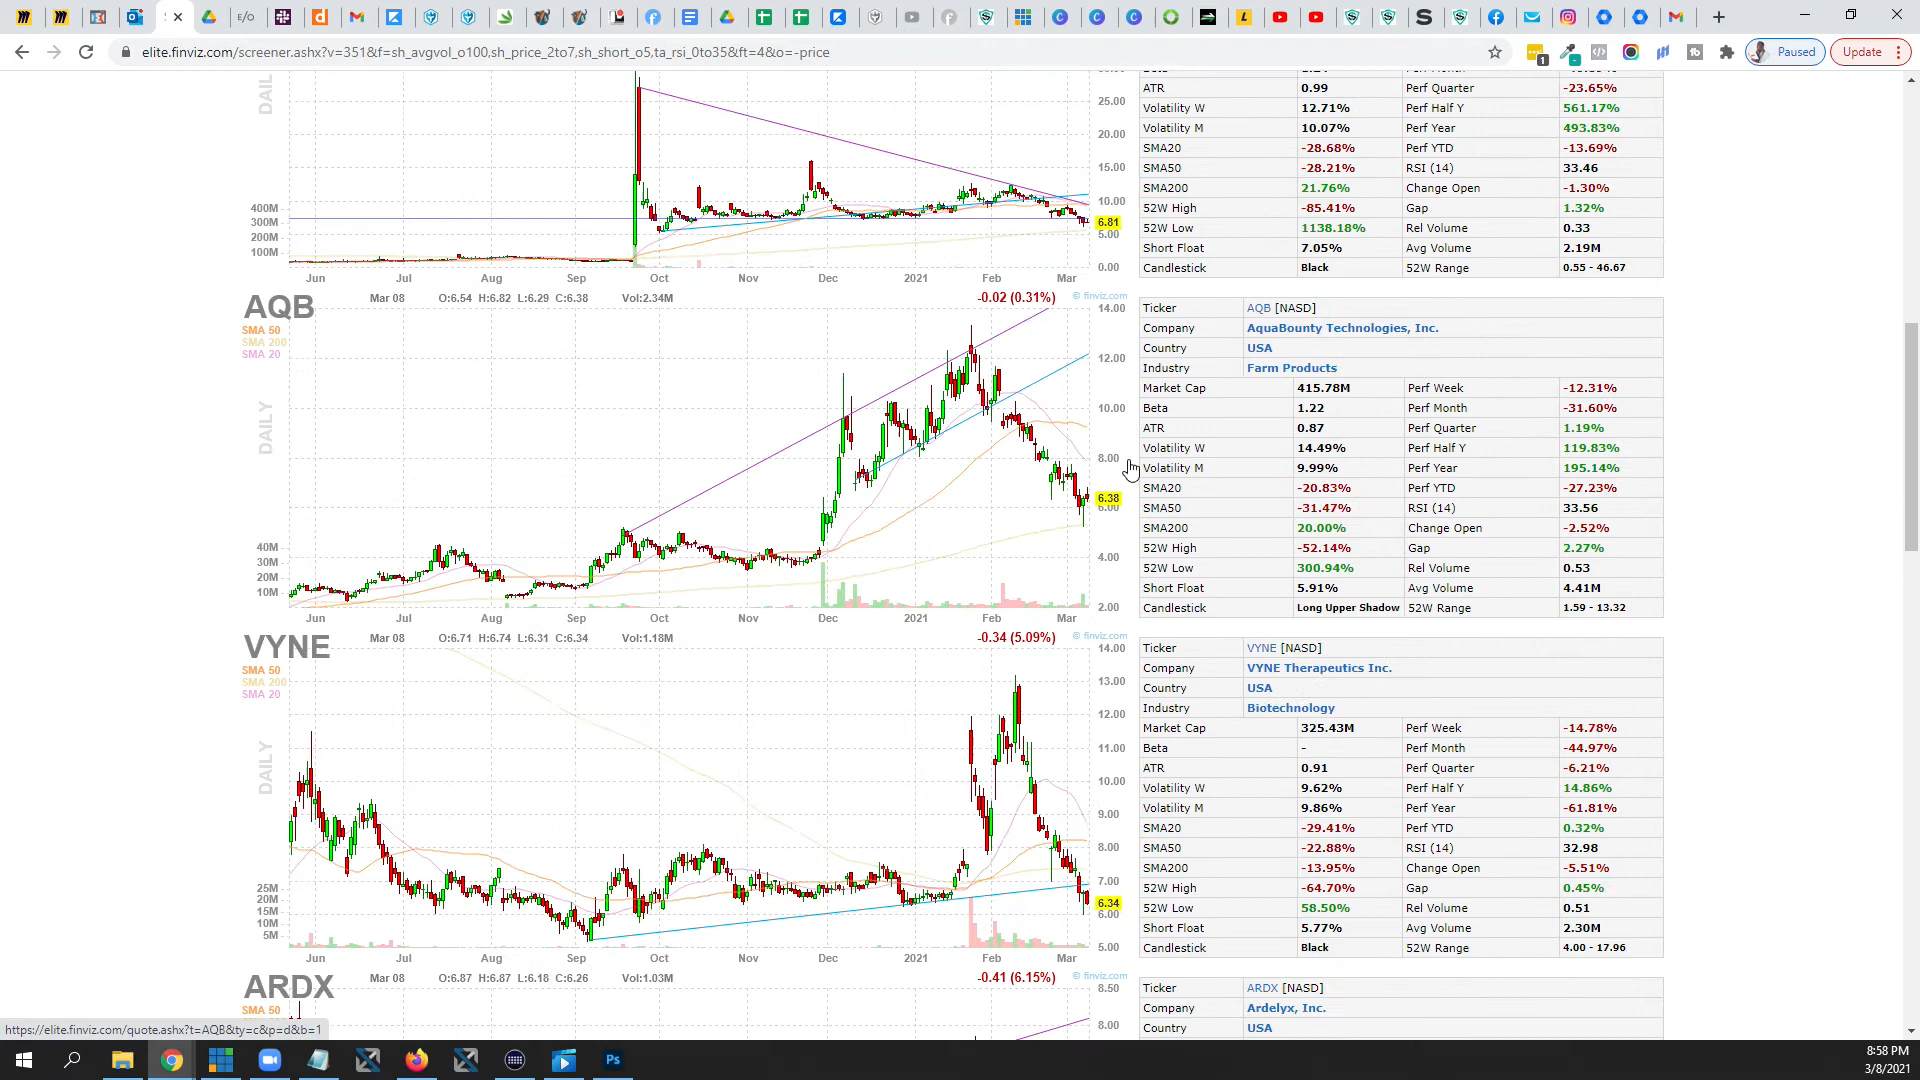 elite.finviz.com/screener.ashx?v=351&f=sh_avgvol_o100,sh_price_2to7,sh_short_o5,ta_rsi_0to35&ft=4&o=-price
1
Paused
Update
DAILY
25.00
20.00
15.00
10.00
6.81
5.00
0.00
400M
300M
200M
100M
Jun Jul Aug Sep Oct Nov Dec 2021 Feb Mar
ATR 0.99 Perf Quarter -23.65%
Volatility W 12.71% Perf Half Y 561.17%
Volatility M 10.07% Perf Year 493.83%
SMA20 -28.68% Perf YTD -13.69%
SMA50 -28.21% RSI (14) 33.46
SMA200 21.76% Change Open -1.30%
52W High -85.41% Gap 1.32%
52W Low 1138.18% Rel Volume 0.33
Short Float 7.05% Avg Volume 2.19M
Candlestick Black 52W Range 0.55 - 46.67
AQB
Mar 08 O:6.54 H:6.82 L:6.29 C:6.38 Vol:2.34M -0.02 (0.31%)
© finviz.com
SMA 50
SMA 200
SMA 20
DAILY
14.00
12.00
10.00
8.00
6.38
6.00
4.00
2.00
40M
30M
20M
10M
Jun Jul Aug Sep Oct Nov Dec 2021 Feb Mar
Ticker AQB [NASD]
Company AquaBounty Technologies, Inc.
Country USA
Industry Farm Products
Market Cap 415.78M Perf Week -12.31%
Beta 1.22 Perf Month -31.60%
ATR 0.87 Perf Quarter 1.19%
Volatility W 14.49% Perf Half Y 119.83%
Volatility M 9.99% Perf Year 195.14%
SMA20 -20.83% Perf YTD -27.23%
SMA50 -31.47% RSI (14) 33.56
SMA200 20.00% Change Open -2.52%
52W High -52.14% Gap 2.27%
52W Low 300.94% Rel Volume 0.53
Short Float 5.91% Avg Volume 4.41M
Candlestick Long Upper Shadow 52W Range 1.59 - 13.32
VYNE
Mar 08 O:6.71 H:6.74 L:6.31 C:6.34 Vol:1.18M -0.34 (5.09%)
© finviz.com
SMA 50
SMA 200
SMA 20
DAILY
14.00
13.00
12.00
11.00
10.00
9.00
8.00
7.00
6.34
6.00
5.00
25M
20M
15M
10M
5M
Jun Jul Aug Sep Oct Nov Dec 2021 Feb Mar
Ticker VYNE [NASD]
Company VYNE Therapeutics Inc.
Country USA
Industry Biotechnology
Market Cap 325.43M Perf Week -14.78%
Beta - Perf Month -44.97%
ATR 0.91 Perf Quarter -6.21%
Volatility W 9.62% Perf Half Y 14.86%
Volatility M 9.86% Perf Year -61.81%
SMA20 -29.41% Perf YTD 0.32%
SMA50 -22.88% RSI (14) 32.98
SMA200 -13.95% Change Open -5.51%
52W High -64.70% Gap 0.45%
52W Low 58.50% Rel Volume 0.51
Short Float 5.77% Avg Volume 2.30M
Candlestick Black 52W Range 4.00 - 17.96
ARDX
Mar 08 O:6.87 H:6.87 L:6.18 C:6.26 Vol:1.03M -0.41 (6.15%)
© finviz.com
SMA 50
8.50
8.00
Ticker ARDX [NASD]
Company Ardelyx, Inc.
Country USA
https://elite.finviz.com/quote.ashx?t=AQB&ty=c&p=d&b=1
Ps
8:58 PM
3/8/2021